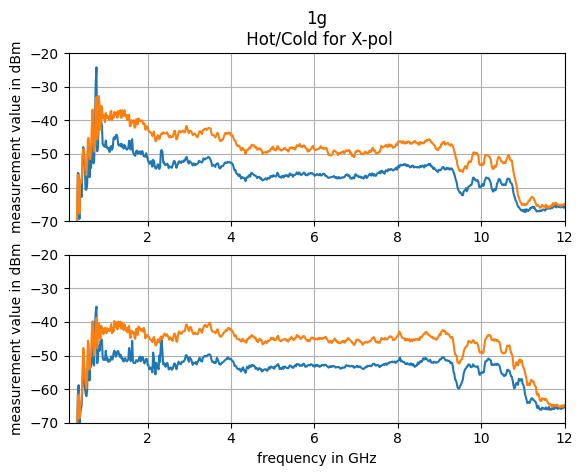 1g
Hot/Cold for X-pol
measurement value in dBm
−20
−30
−40
−50
−60
−70
2 4 6 8 10 12
measurement value in dBm
−20
−30
−40
−50
−60
−70
2 4 6 8 10 12
frequency in GHz